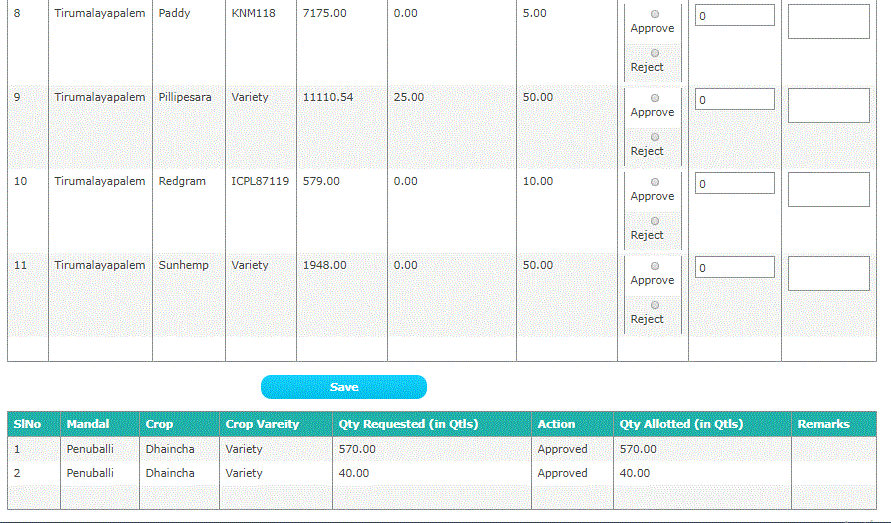 8 Tirumalayapalem Paddy KNM118 7175.00 0.00 5.00 Approve 0
Reject
9 Tirumalayapalem Pillipesara Variety 11110.54 25.00 50.00 Approve 0
Reject
10 Tirumalayapalem Redgram ICPL87119 579.00 0.00 10.00 Approve 0
Reject
11 Tirumalayapalem Sunhemp Variety 1948.00 0.00 50.00 Approve 0
Reject
Save
SlNo Mandal Crop Crop Vareity Qty Requested (in Qtls) Action Qty Allotted (in Qtls) Remarks
1 Penuballi Dhaincha Variety 570.00 Approved 570.00
2 Penuballi Dhaincha Variety 40.00 Approved 40.00